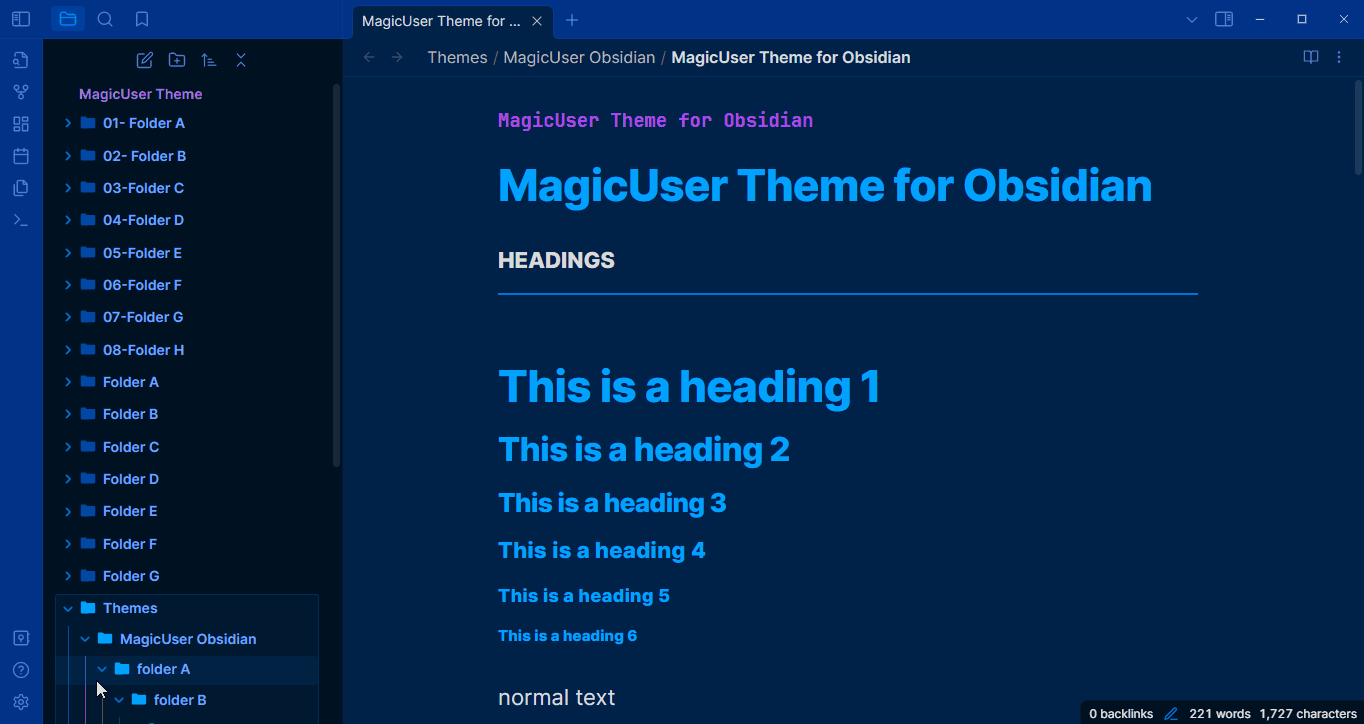 MagicUser Theme for ...
Themes / MagicUser Obsidian / MagicUser Theme for Obsidian
MagicUser Theme
01- Folder A
02- Folder B
03-Folder C
04-Folder D
05-Folder E
06-Folder F
07-Folder G
08-Folder H
Folder A
Folder B
Folder C
Folder D
Folder E
Folder F
Folder G
Themes
MagicUser Obsidian
folder A
folder B
MagicUser Theme for Obsidian
MagicUser Theme for Obsidian
HEADINGS
This is a heading 1
This is a heading 2
This is a heading 3
This is a heading 4
This is a heading 5
This is a heading 6
normal text
0 backlinks 221 words 1,727 characters